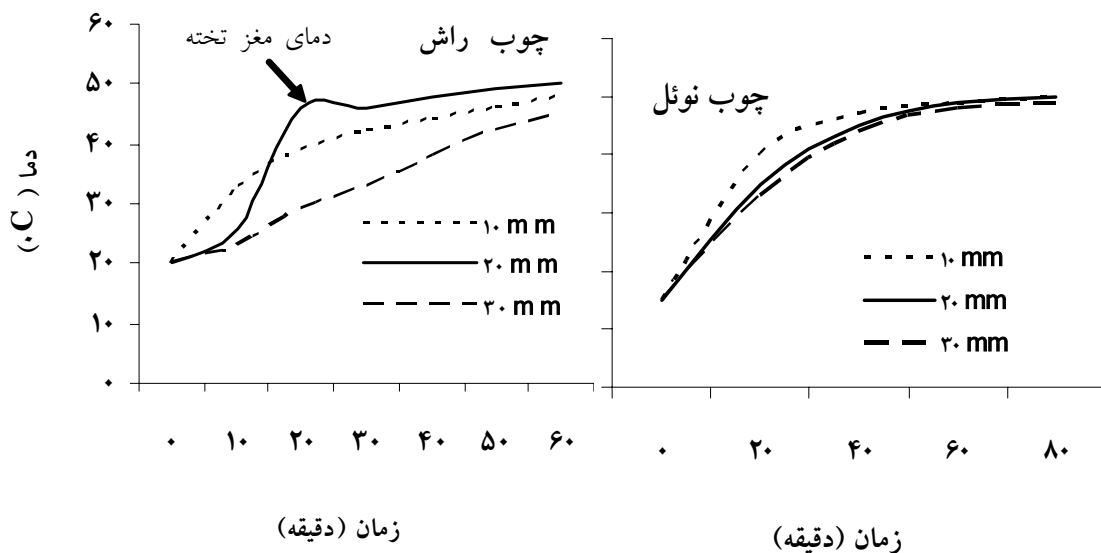 چوب راش
دمای مغز تخته
دما (۰C)
۶۰
۵۰
۴۰
۳۰
۲۰
۱۰
۰
۱۰ mm
۲۰ mm
۳۰ mm
۰ ۱۰ ۲۰ ۳۰ ۴۰ ۵۰ ۶۰
زمان (دقیقه)
چوب نوئل
۱۰ mm
۲۰ mm
۳۰ mm
۰ ۲۰ ۴۰ ۶۰ ۸۰
زمان (دقیقه)